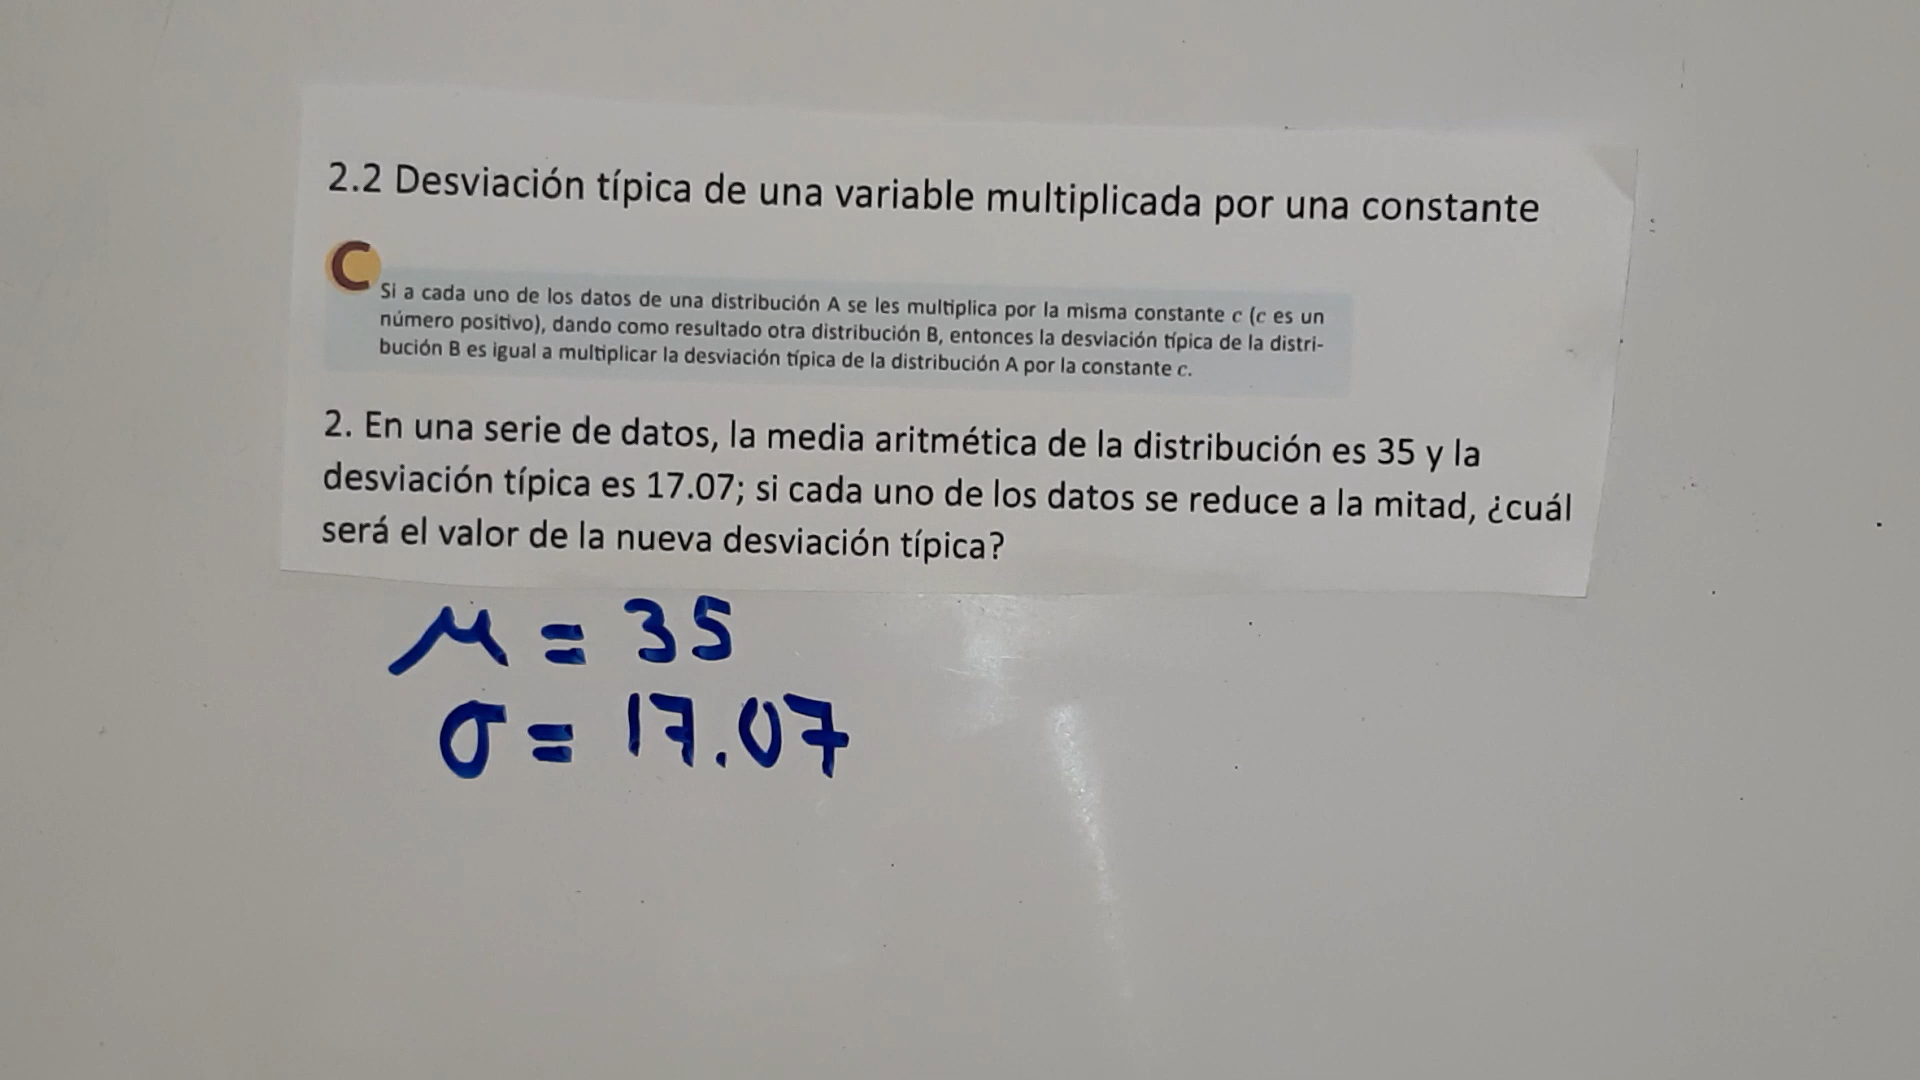 2.2 Desviación típica de una variable multiplicada por una constante
C
Si a cada uno de los datos de una distribución A se les multiplica por la misma constante c (c es un
número positivo), dando como resultado otra distribución B, entonces la desviación típica de la distri-
bución B es igual a multiplicar la desviación típica de la distribución A por la constante c.
2. En una serie de datos, la media aritmética de la distribución es 35 y la
desviación típica es 17.07; si cada uno de los datos se reduce a la mitad, ¿cuál
será el valor de la nueva desviación típica?
μ = 35
σ = 17.07